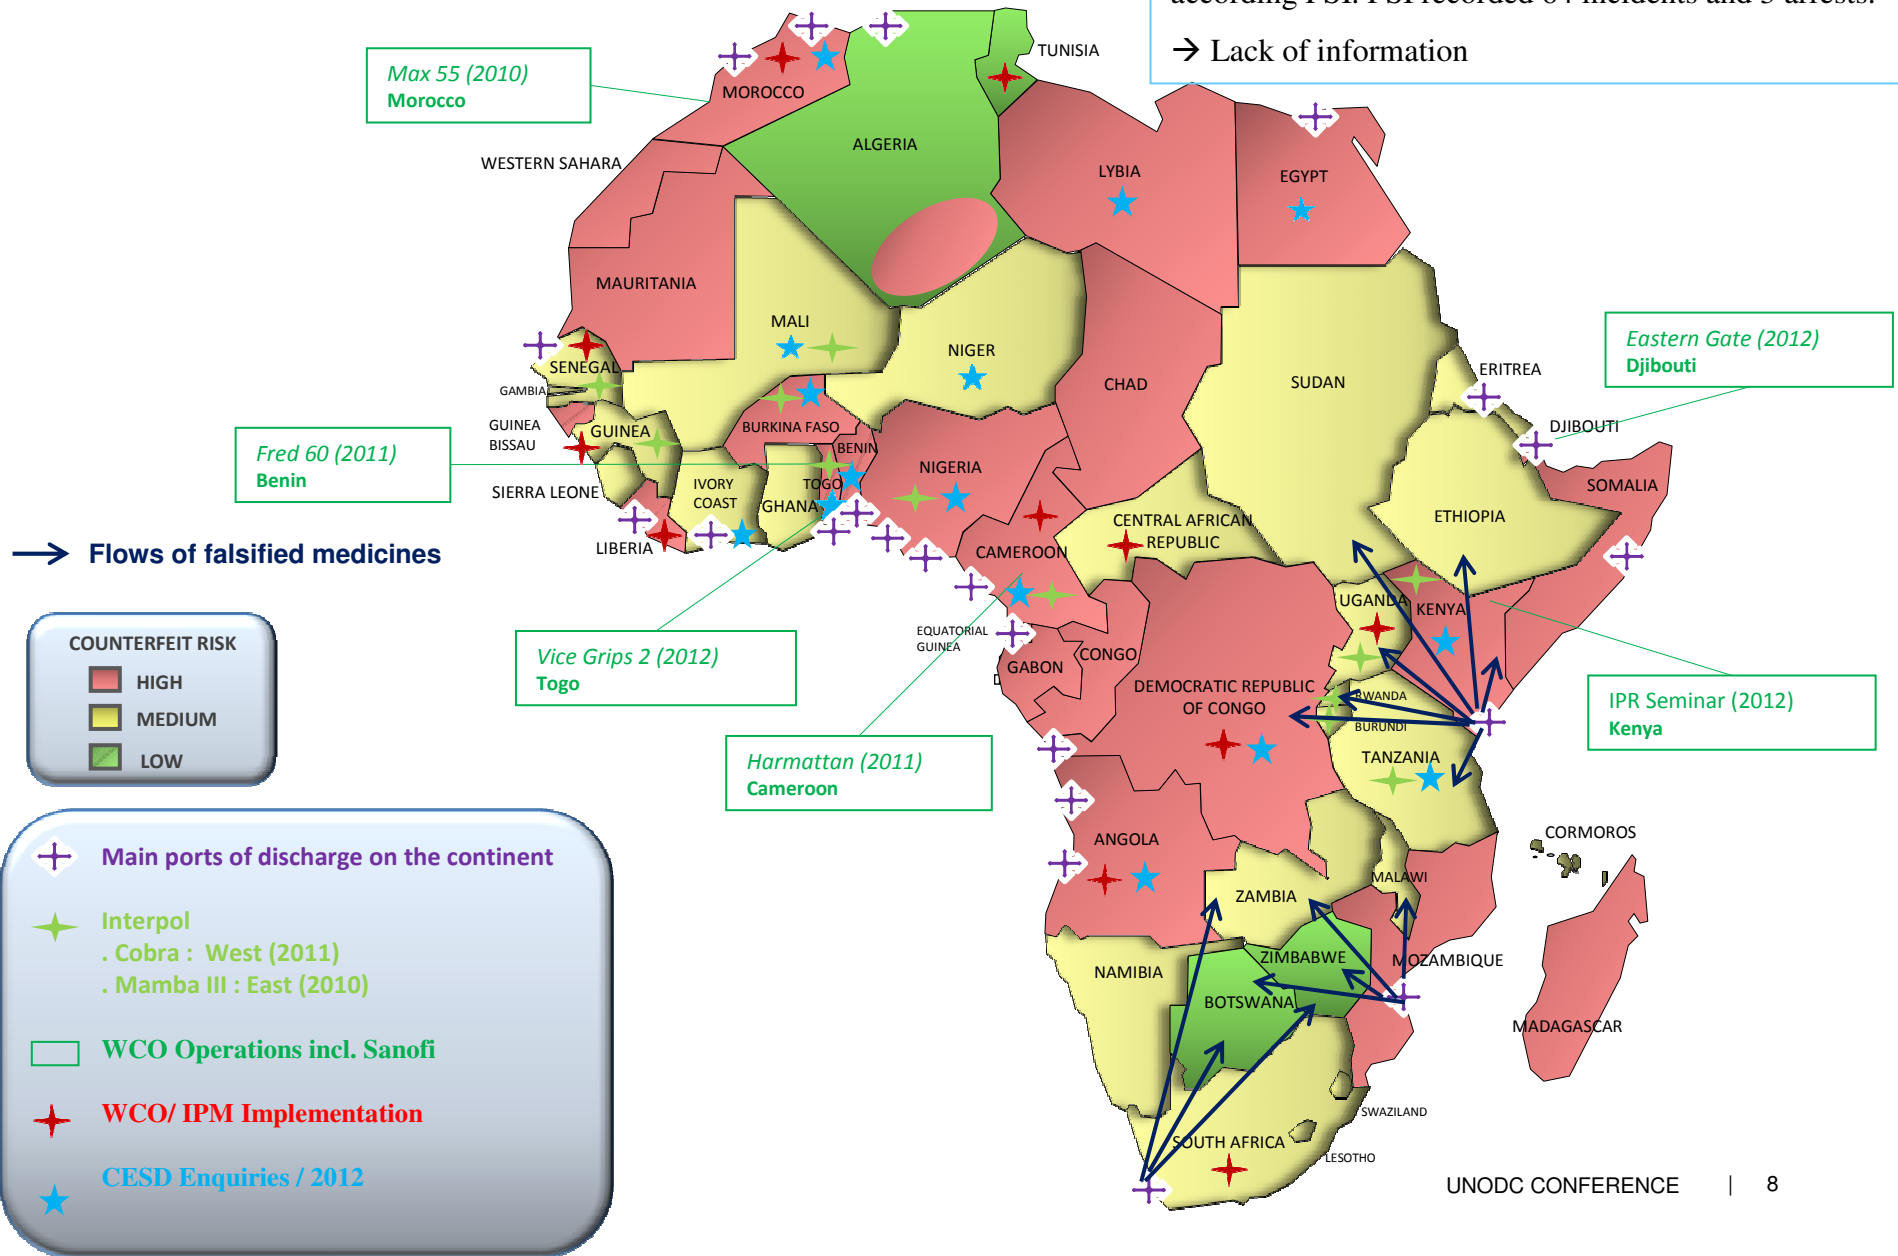 → Lack of information
Max 55 (2010)
Morocco
TUNISIA
MOROCCO
ALGERIA
WESTERN SAHARA
LYBIA
EGYPT
MAURITANIA
MALI
NIGER
CHAD
SUDAN
ERITREA
Eastern Gate (2012)
Djibouti
SENEGAL
GAMBIA
GUINEA
BISSAU
GUINEA
BURKINA FASO
BENIN
DJIBOUTI
Fred 60 (2011)
Benin
SIERRA LEONE
IVORY
COAST
GHANA
TOGO
NIGERIA
SOMALIA
ETHIOPIA
CENTRAL AFRICAN
REPUBLIC
LIBERIA
CAMEROON
Flows of falsified medicines
COUNTERFEIT RISK
HIGH
MEDIUM
LOW
UGANDA
KENYA
EQUATORIAL
GUINEA
GABON
CONGO
Vice Grips 2 (2012)
Togo
DEMOCRATIC REPUBLIC
OF CONGO
RWANDA
BURUNDI
IPR Seminar (2012)
Kenya
Harmattan (2011)
Cameroon
TANZANIA
ANGOLA
CORMOROS
MALAWI
ZAMBIA
Main ports of discharge on the continent
Interpol
. Cobra : West (2011)
. Mamba III : East (2010)
WCO Operations incl. Sanofi
WCO/ IPM Implementation
CESD Enquiries / 2012
NAMIBIA
ZIMBABWE
MOZAMBIQUE
BOTSWANA
MADAGASCAR
SWAZILAND
SOUTH AFRICA
LESOTHO
UNODC CONFERENCE | 8